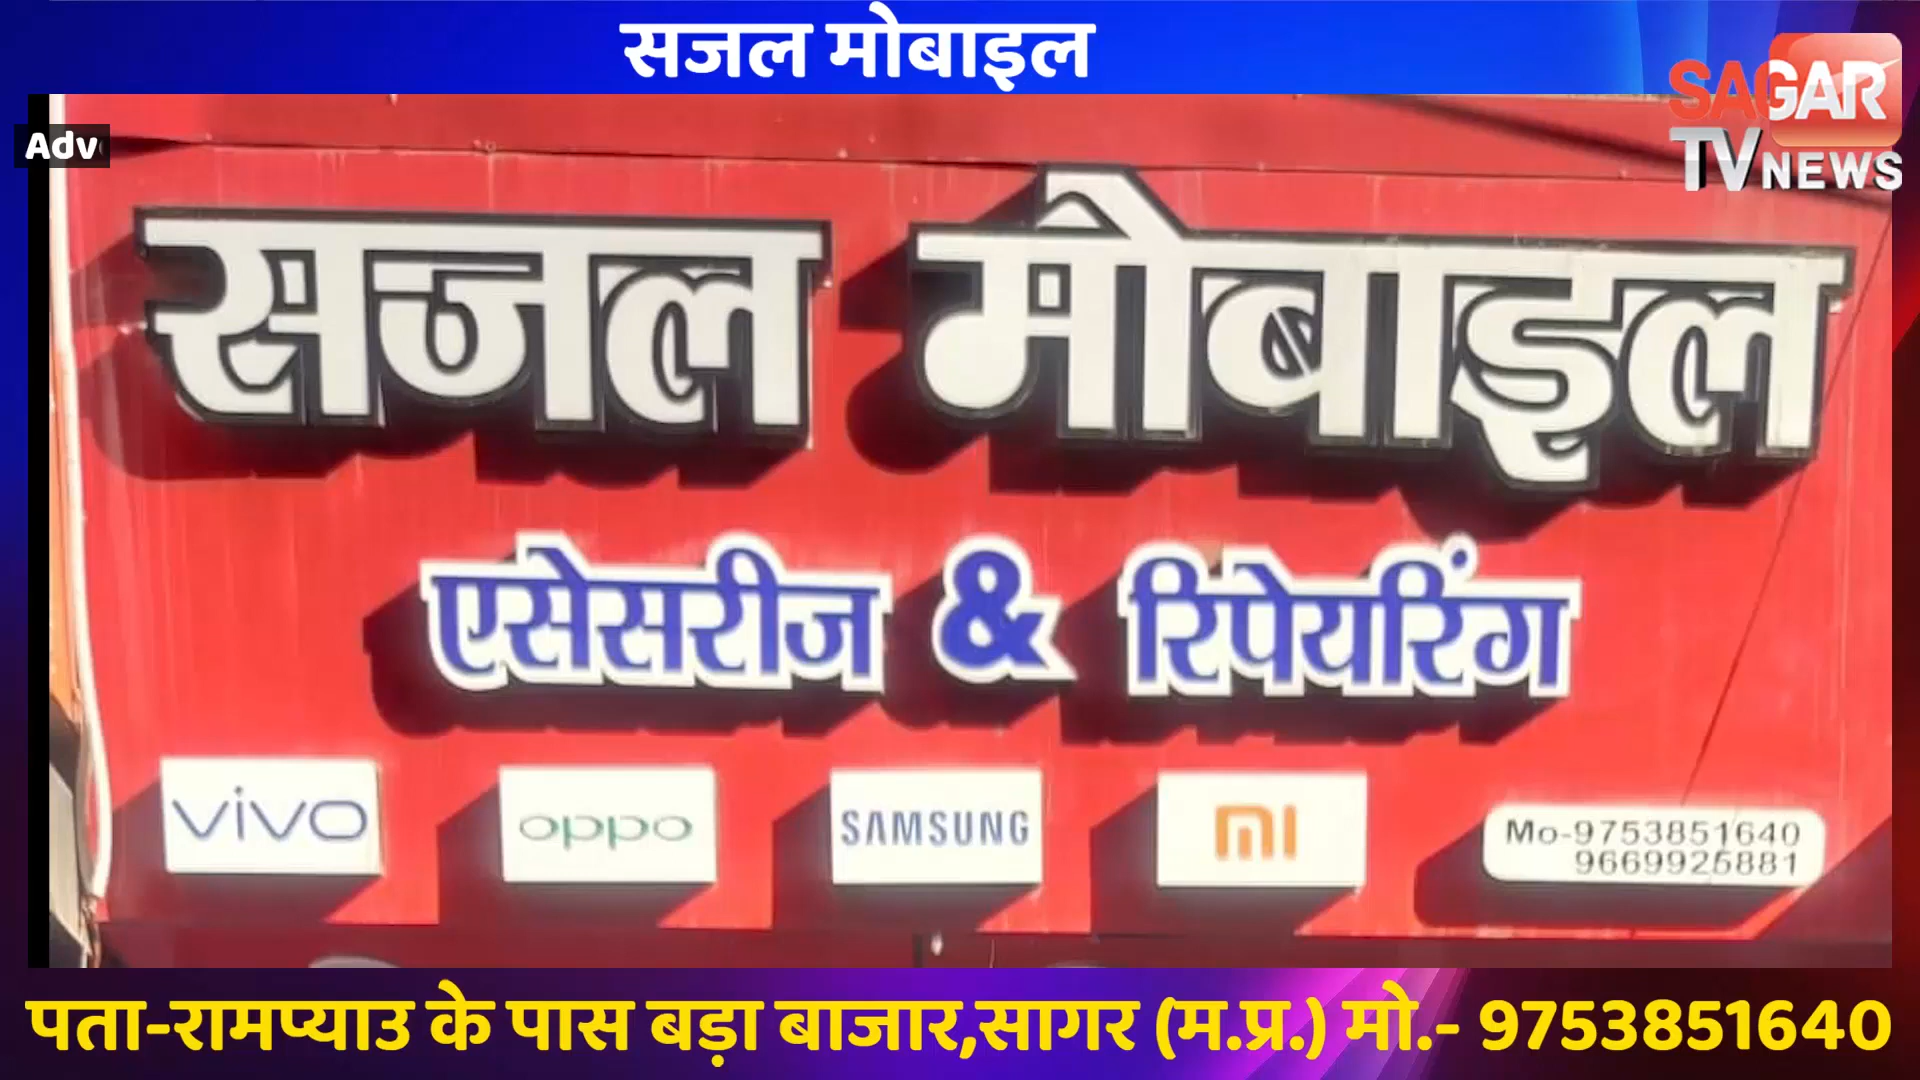 सजल मोबाइल
SAGAR
TV NEWS
Adv
सजल मोबाइल
एसेसरीज & रिपेयरिंग
vivo
oppo
SAMSUNG
mi
Mo-9753851640
9669925881
पता-रामप्याउ के पास बड़ा बाजार,सागर (म.प्र.) मो.- 9753851640